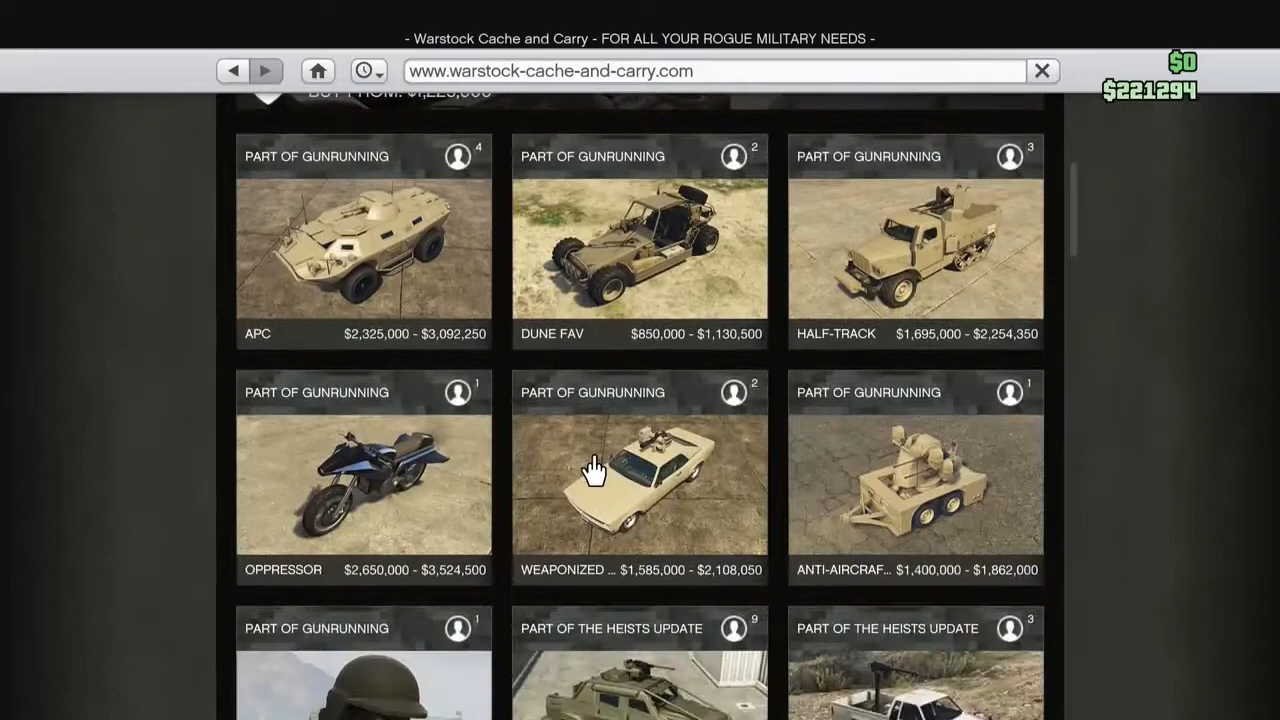 - Warstock Cache and Carry - FOR ALL YOUR ROGUE MILITARY NEEDS -
www.warstock-cache-and-carry.com
$0
$221294
BUY FROM: $1,225,000
PART OF GUNRUNNING 4
PART OF GUNRUNNING 2
PART OF GUNRUNNING 3
APC $2,325,000 - $3,092,250
DUNE FAV $850,000 - $1,130,500
HALF-TRACK $1,695,000 - $2,254,350
PART OF GUNRUNNING 1
PART OF GUNRUNNING 2
PART OF GUNRUNNING 1
OPPRESSOR $2,650,000 - $3,524,500
WEAPONIZED ... $1,585,000 - $2,108,050
ANTI-AIRCRAF... $1,400,000 - $1,862,000
PART OF GUNRUNNING 1
PART OF THE HEISTS UPDATE 9
PART OF THE HEISTS UPDATE 3